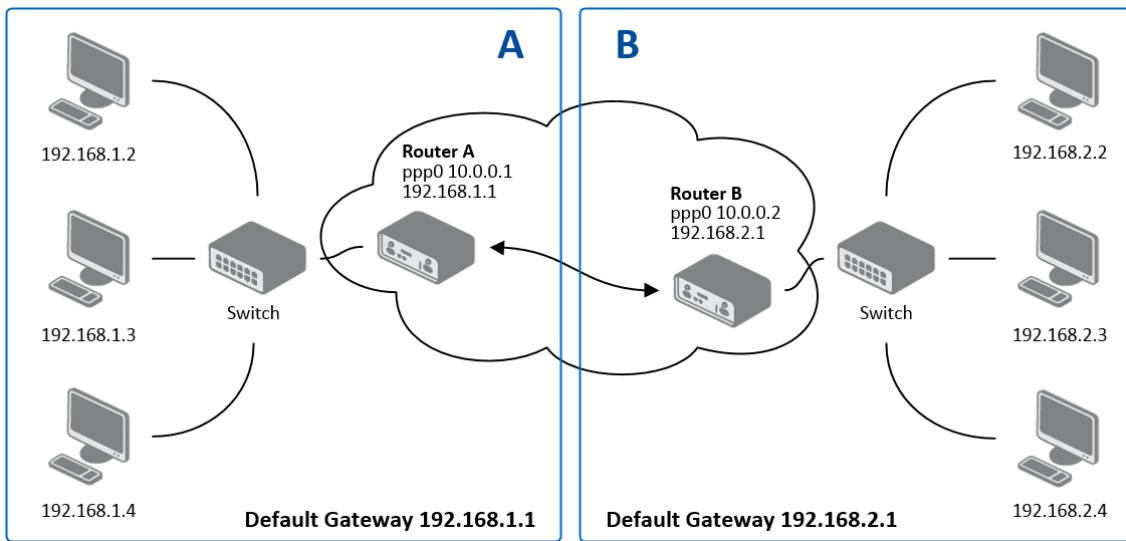 A
B
192.168.1.2
Router A
ppp0 10.0.0.1
192.168.1.1
192.168.2.2
Router B
ppp0 10.0.0.2
192.168.2.1
192.168.1.3
Switch
Switch
192.168.2.3
192.168.1.4
Default Gateway 192.168.1.1
Default Gateway 192.168.2.1
192.168.2.4